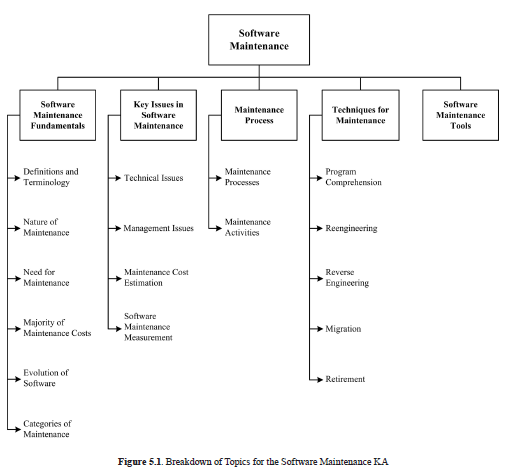 Software
Maintenance
Software
Maintenance
Fundamentals
Key Issues in
Software
Maintenance
Maintenance
Process
Techniques for
Maintenance
Software
Maintenance
Tools
Definitions and
Terminology
Nature of
Maintenance
Need for
Maintenance
Majority of
Maintenance Costs
Evolution of
Software
Categories of
Maintenance
Technical Issues
Management Issues
Maintenance Cost
Estimation
Software
Maintenance
Measurement
Maintenance
Processes
Maintenance
Activities
Program
Comprehension
Reengineering
Reverse
Engineering
Migration
Retirement
Figure 5.1. Breakdown of Topics for the Software Maintenance KA